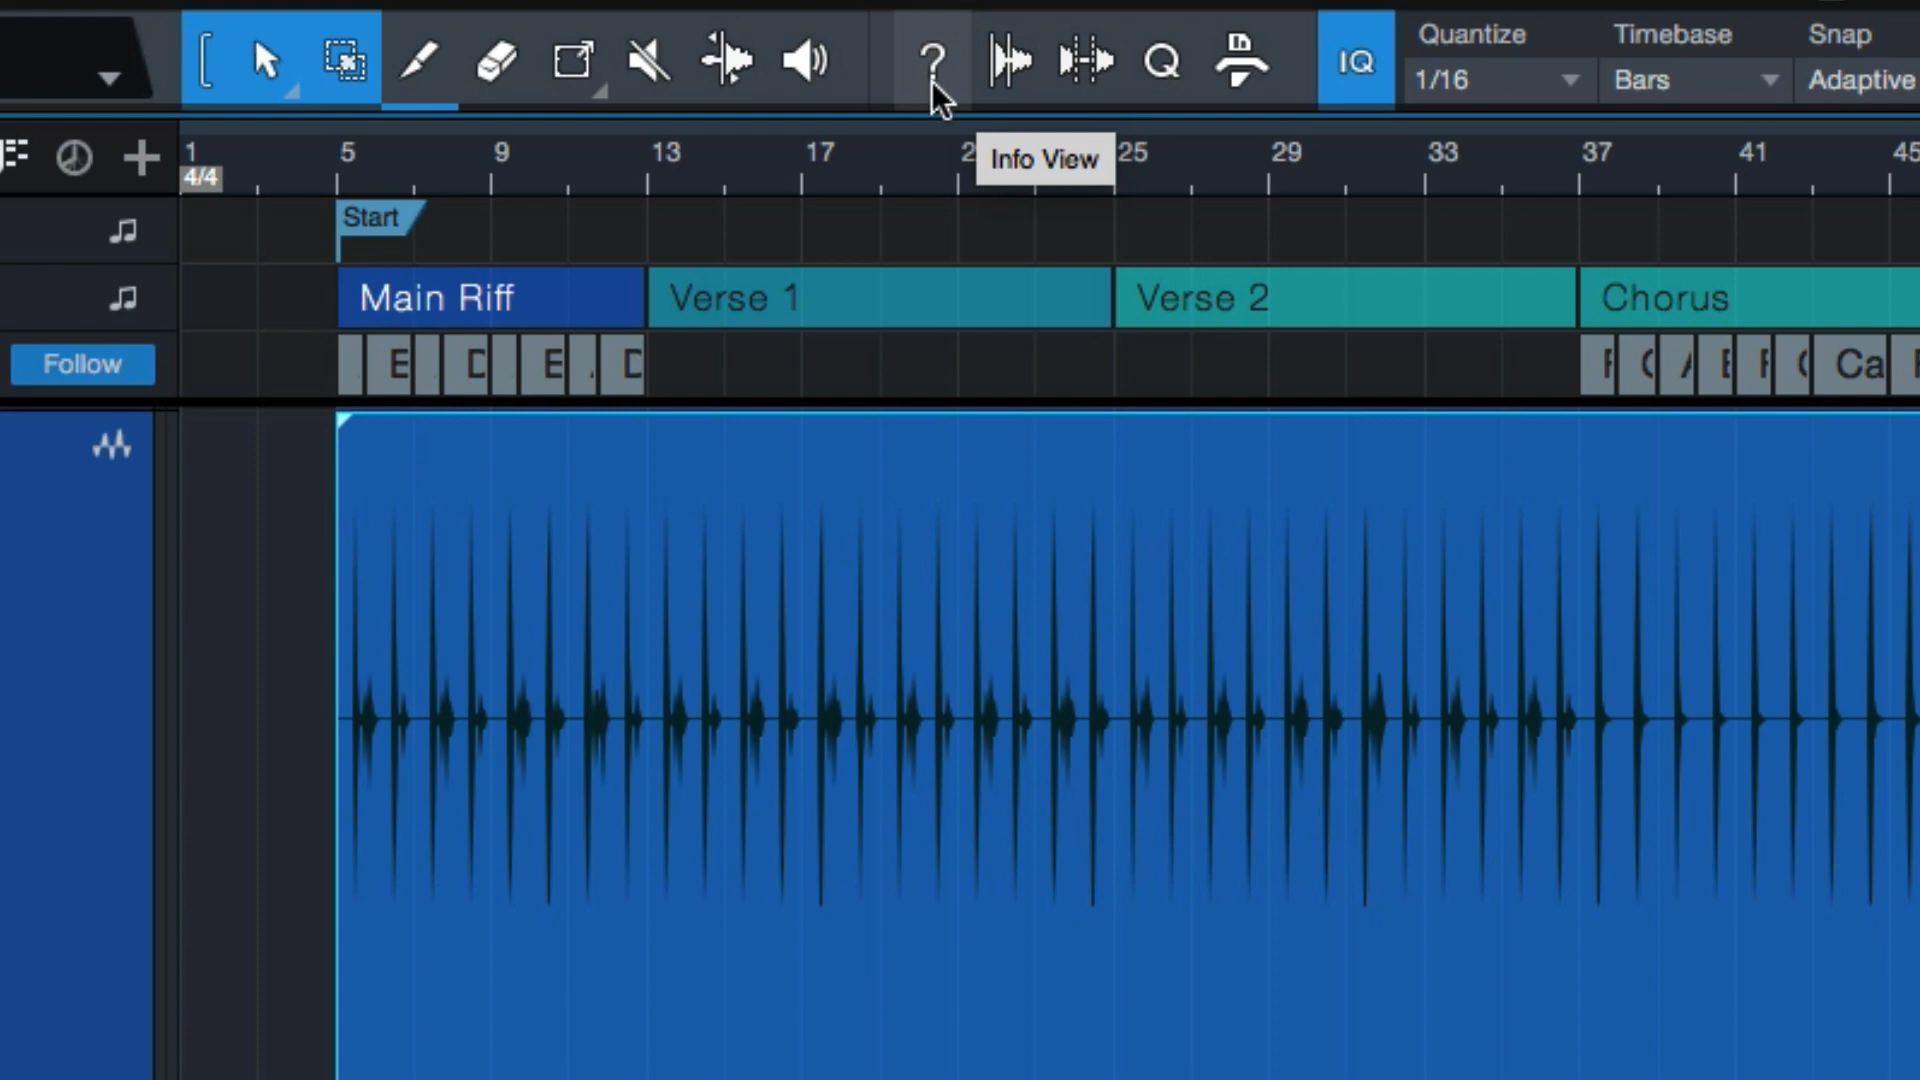 ?
Q
IQ
Quantize
Timebase
Snap
1/16
Bars
Adaptive
1
5
9
13
17
25
29
33
37
41
45
4/4
Info View
Start
Main Riff
Verse 1
Verse 2
Chorus
Follow
E
D
E
D
Ca